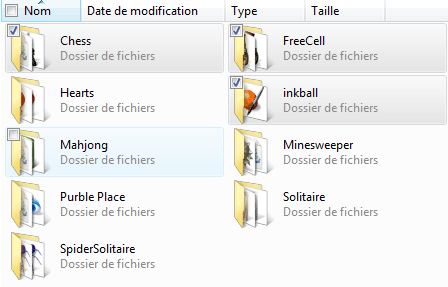 Nom Date de modification Type Taille
Chess FreeCell
Dossier de fichiers Dossier de fichiers
Hearts inkball
Dossier de fichiers Dossier de fichiers
Mahjong Minesweeper
Dossier de fichiers Dossier de fichiers
Purble Place Solitaire
Dossier de fichiers Dossier de fichiers
SpiderSolitaire
Dossier de fichiers